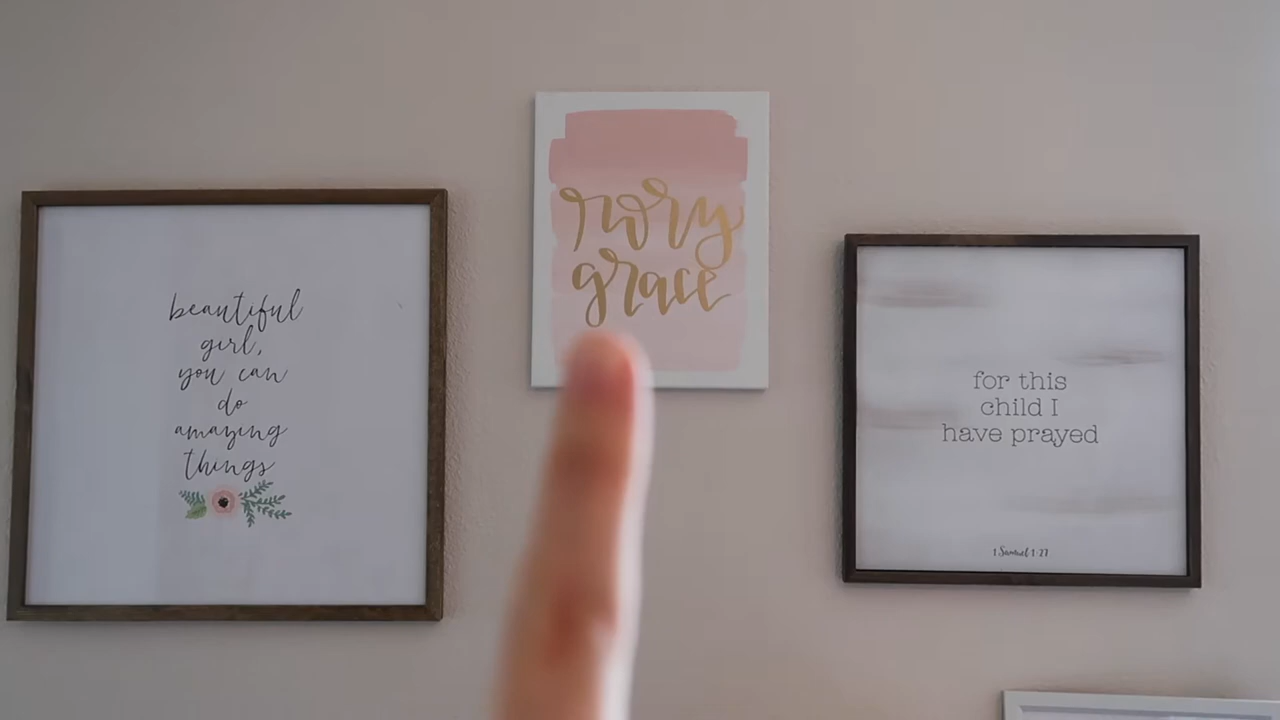 beautiful
girl,
you can
do
amazing
things
rory
grace
for this
child I
have prayed
1 Samuel 1:27